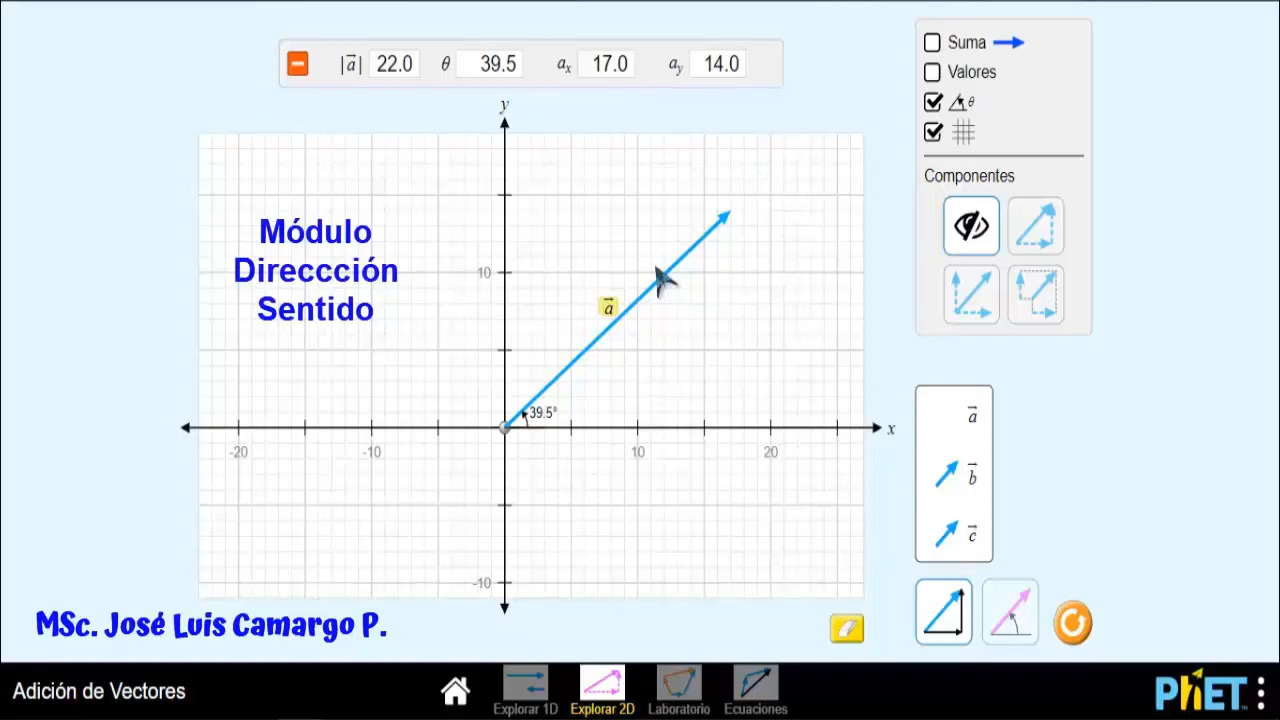 |a⃗| 22.0 θ 39.5 aₓ 17.0 a_y 14.0
Suma
Valores
θ
Componentes
y
Módulo
Direccción
Sentido
10
a⃗
39.5°
x
-20 -10 10 20
-10
a⃗
b⃗
c⃗
MSc. José Luis Camargo P.
Adición de Vectores
Explorar 1D Explorar 2D Laboratorio Ecuaciones
PhET